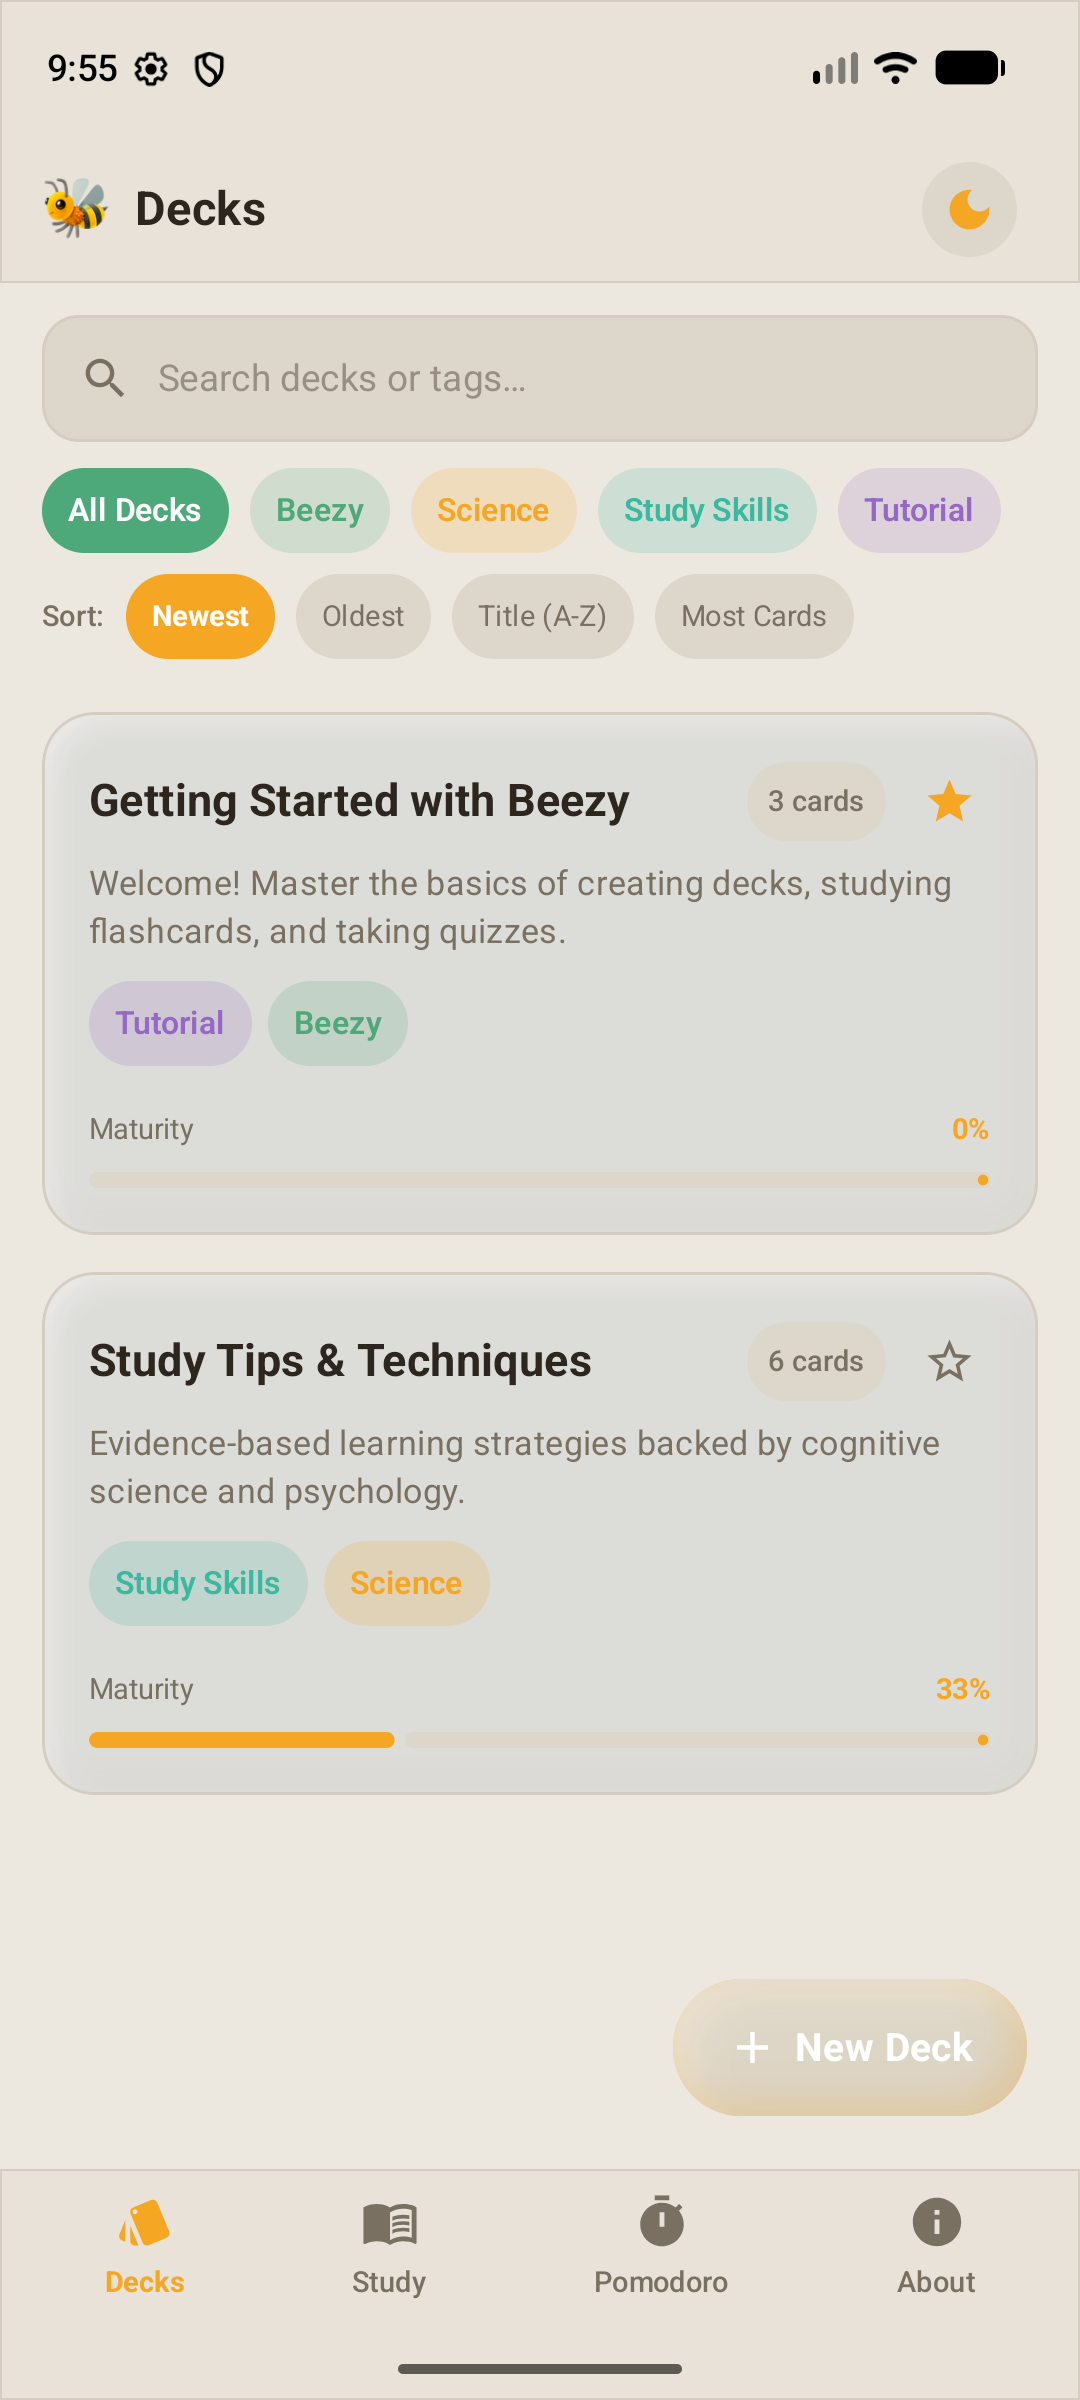 9:55
Decks
Search decks or tags...
All Decks Beezy Science Study Skills Tutorial
Sort: Newest Oldest Title (A-Z) Most Cards
Getting Started with Beezy 3 cards
Welcome! Master the basics of creating decks, studying
flashcards, and taking quizzes.
Tutorial Beezy
Maturity 0%
Study Tips & Techniques 6 cards
Evidence-based learning strategies backed by cognitive
science and psychology.
Study Skills Science
Maturity 33%
+ New Deck
Decks Study Pomodoro About